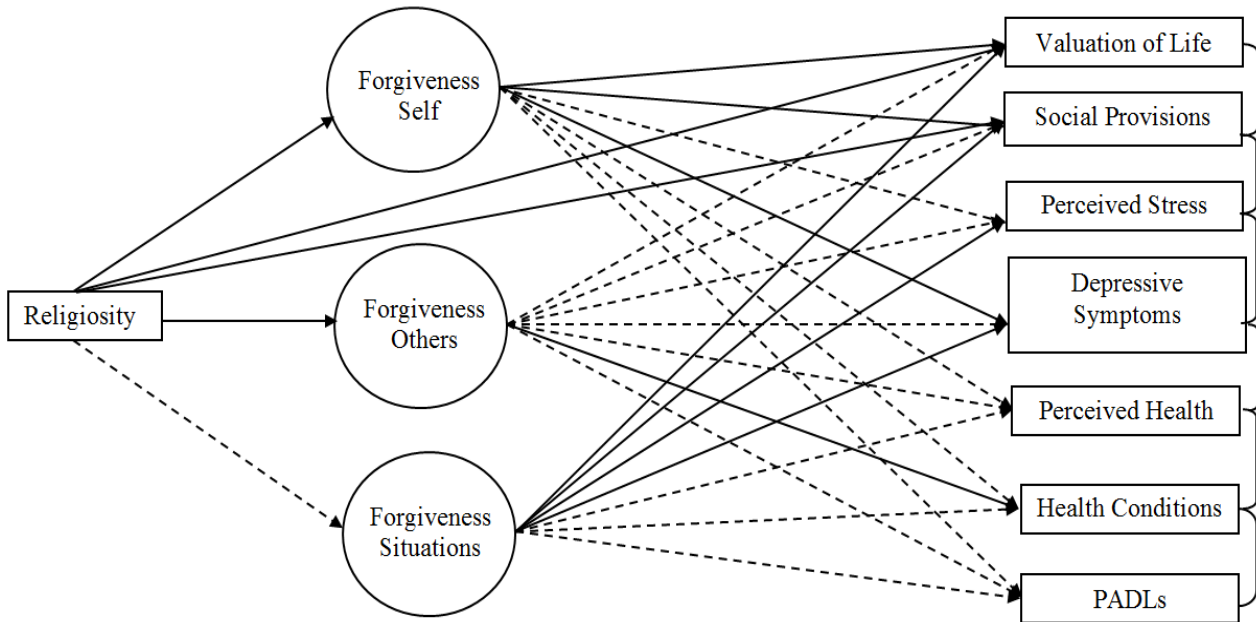 Religiosity
Forgiveness
Self
Forgiveness
Others
Forgiveness
Situations
Valuation of Life
Social Provisions
Perceived Stress
Depressive
Symptoms
Perceived Health
Health Conditions
PADLs